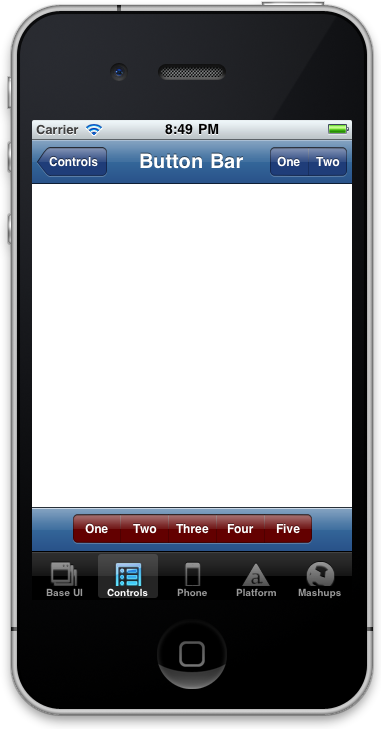 Carrier 8:49 PM
Controls Button Bar One Two
One Two Three Four Five
Base UI Controls Phone Platform Mashups